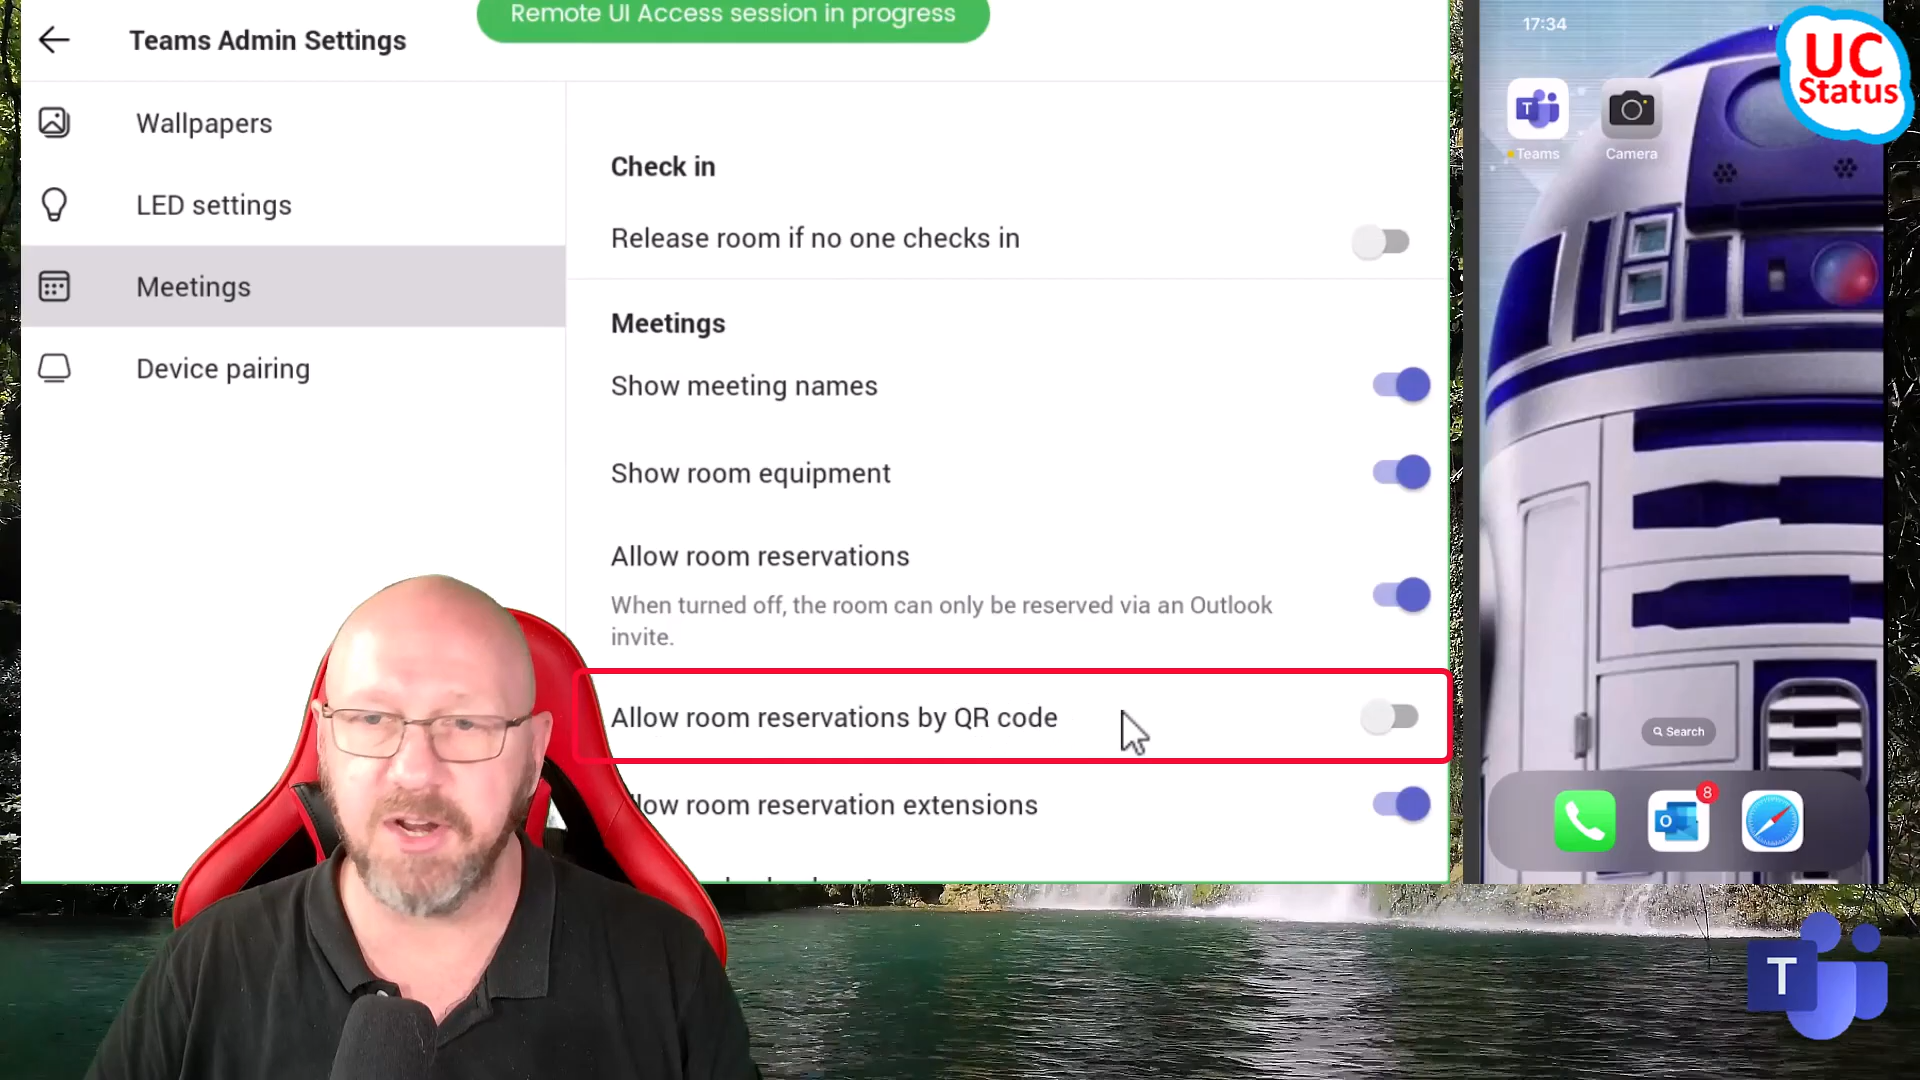 Remote UI Access session in progress
Teams Admin Settings
Wallpapers
LED settings
Meetings
Device pairing
Check in
Release room if no one checks in
Meetings
Show meeting names
Show room equipment
Allow room reservations
When turned off, the room can only be reserved via an Outlook
invite.
Allow room reservations by QR code
low room reservation extensions
17:34
T
Teams
Camera
Search
8
O
UC
Status
T